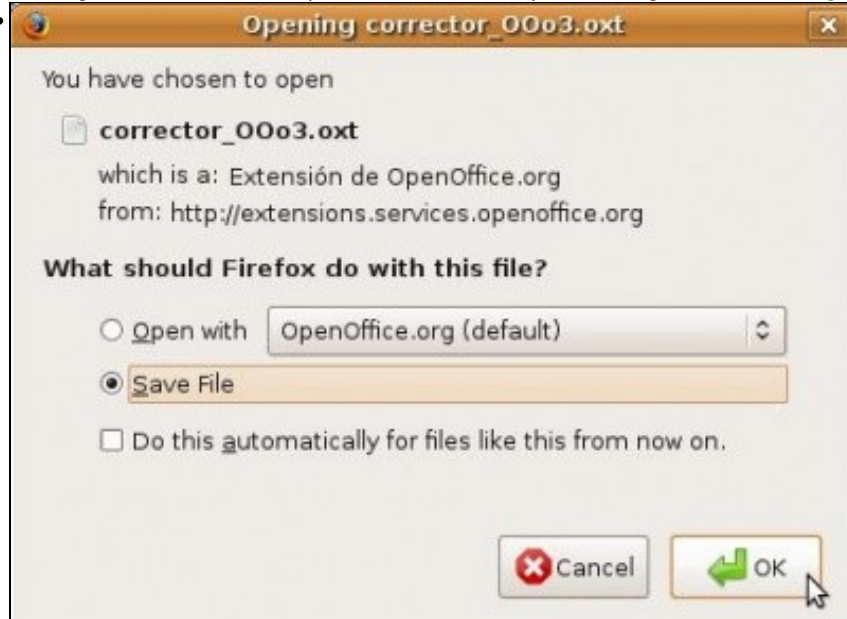 Opening corrector_OOo3.oxt
You have chosen to open
corrector_OOo3.oxt
which is a: Extensión de OpenOffice.org
from: http://extensions.services.openoffice.org
What should Firefox do with this file?
Open with OpenOffice.org (default)
Save File
Do this automatically for files like this from now on.
Cancel OK